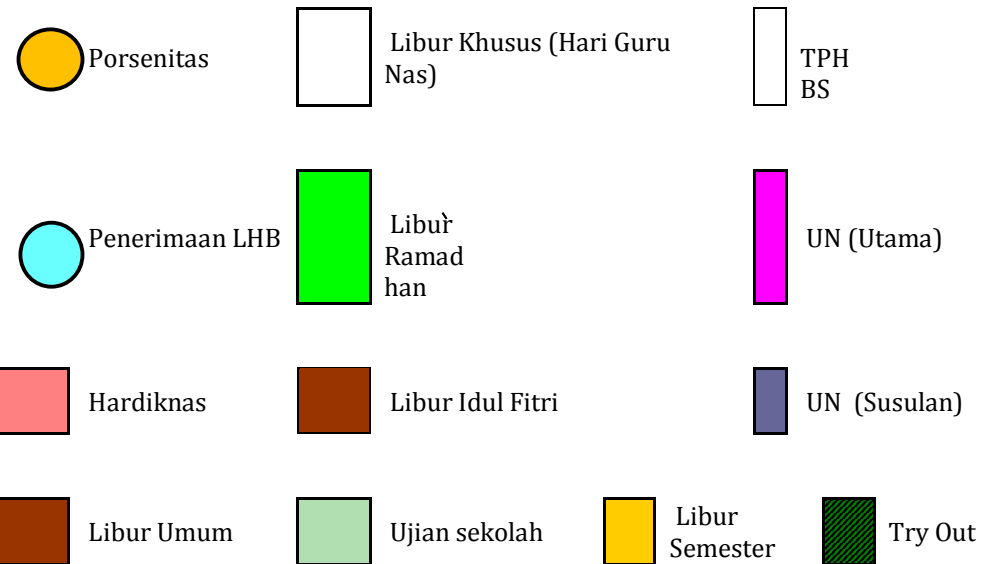 Porsenitas
Libur Khusus (Hari Guru
Nas)
TPH
BS
Penerimaan LHB
Libur̀
Ramad
han
UN (Utama)
Hardiknas
Libur Idul Fitri
UN (Susulan)
Libur Umum
Ujian sekolah
Libur
Semester
Try Out